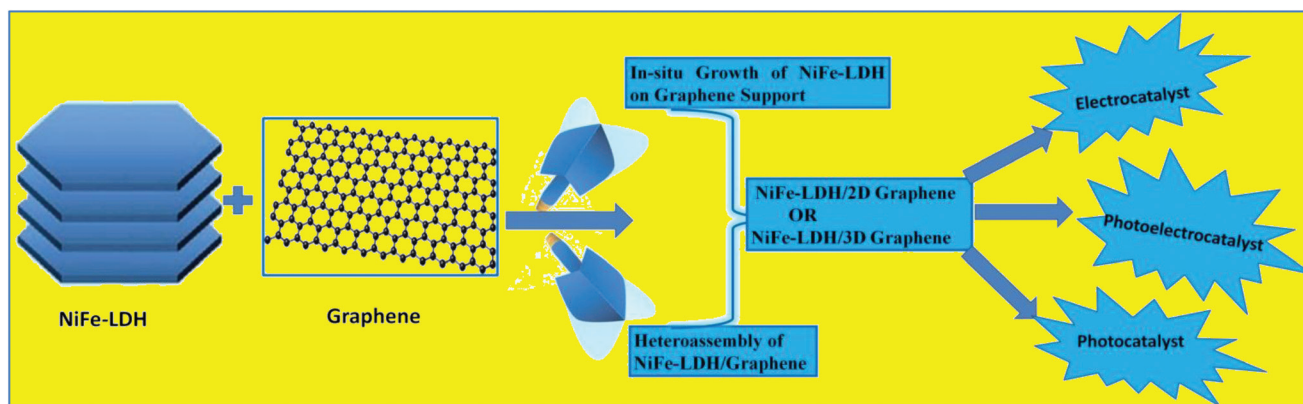 NiFe-LDH
+
Graphene
In-situ Growth of NiFe-LDH
on Graphene Support
Heteroassembly of
NiFe-LDH/Graphene
NiFe-LDH/2D Graphene
OR
NiFe-LDH/3D Graphene
Electrocatalyst
Photoelectrocatalyst
Photocatalyst